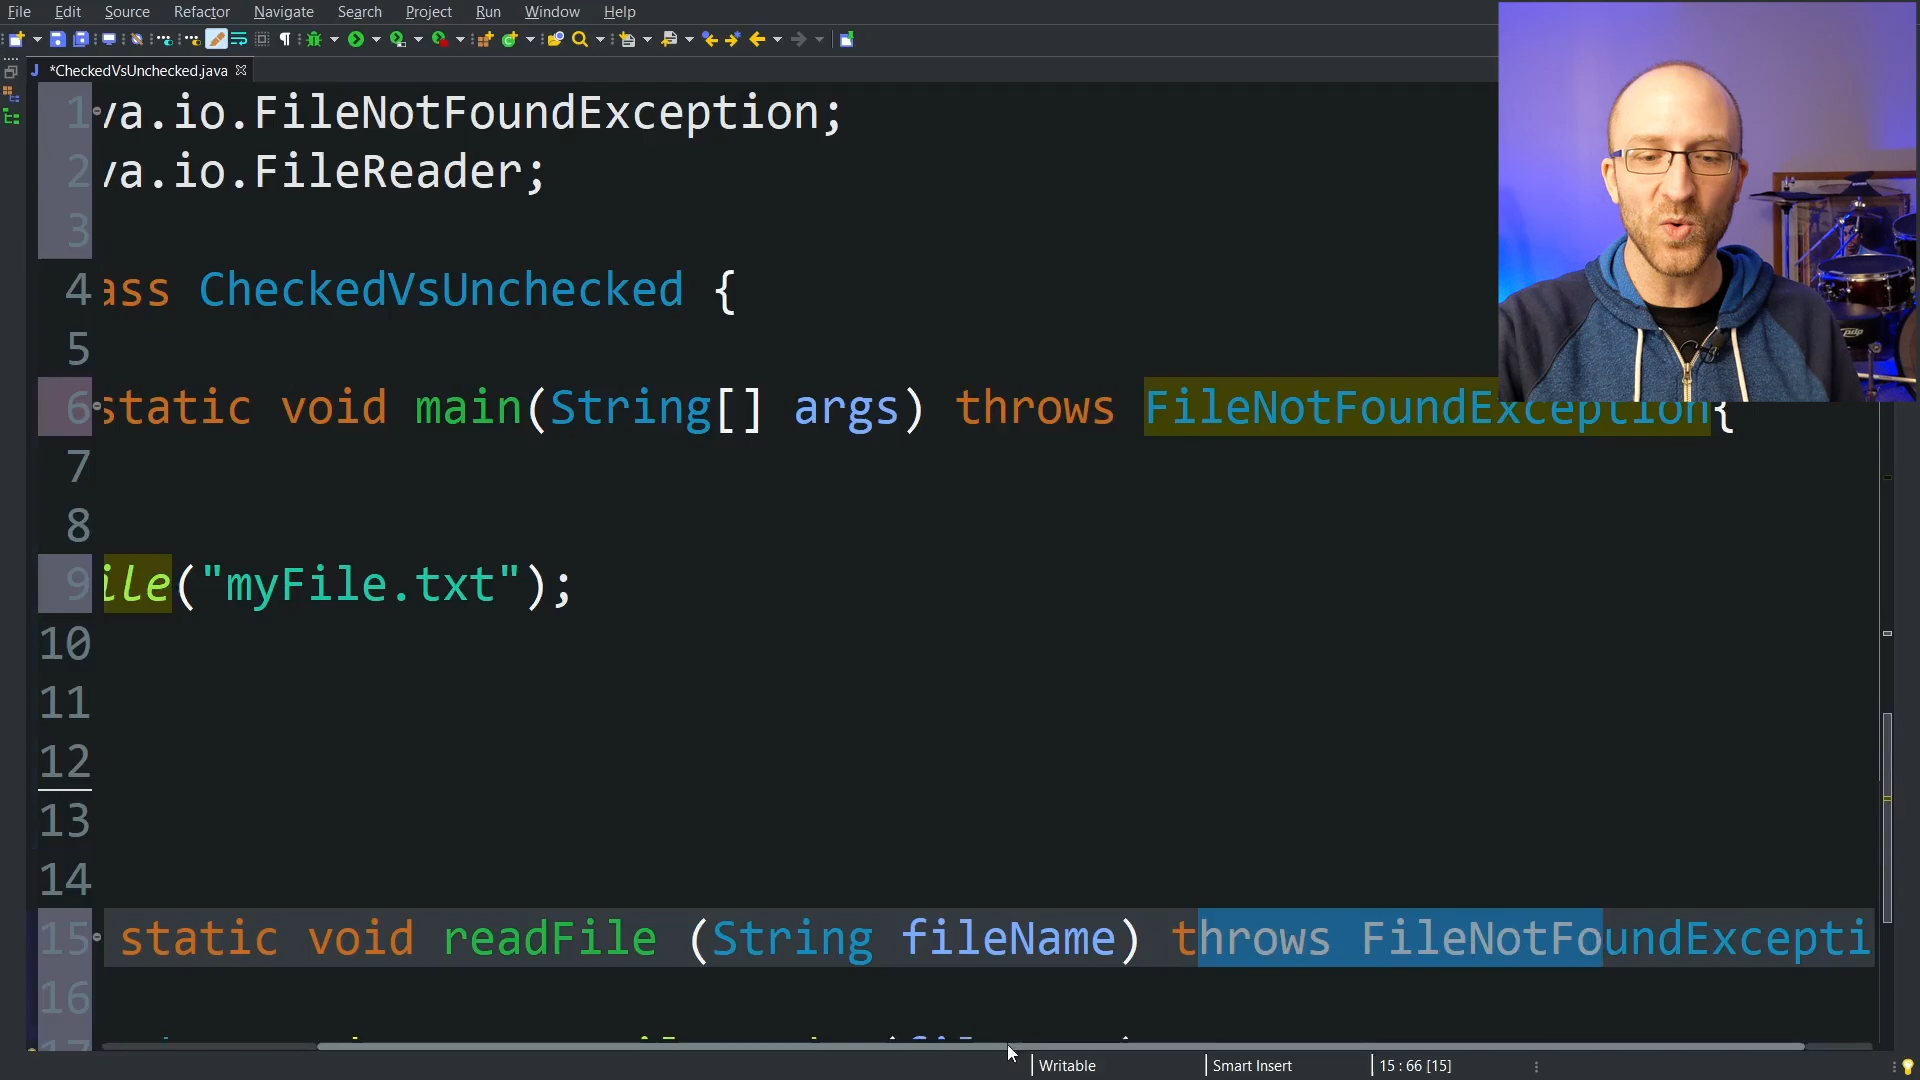 File Edit Source Refactor Navigate Search Project Run Window Help
*CheckedVsUnchecked.java
1 va.io.FileNotFoundException;
2 va.io.FileReader;
3
4 ass CheckedVsUnchecked {
5
6 static void main(String[] args) throws FileNotFoundException{
7
8
9 ile("myFile.txt");
10
11
12
13
14
15 static void readFile (String fileName) throws FileNotFoundExcepti
16
17
Writable Smart Insert 15 : 66 [15]